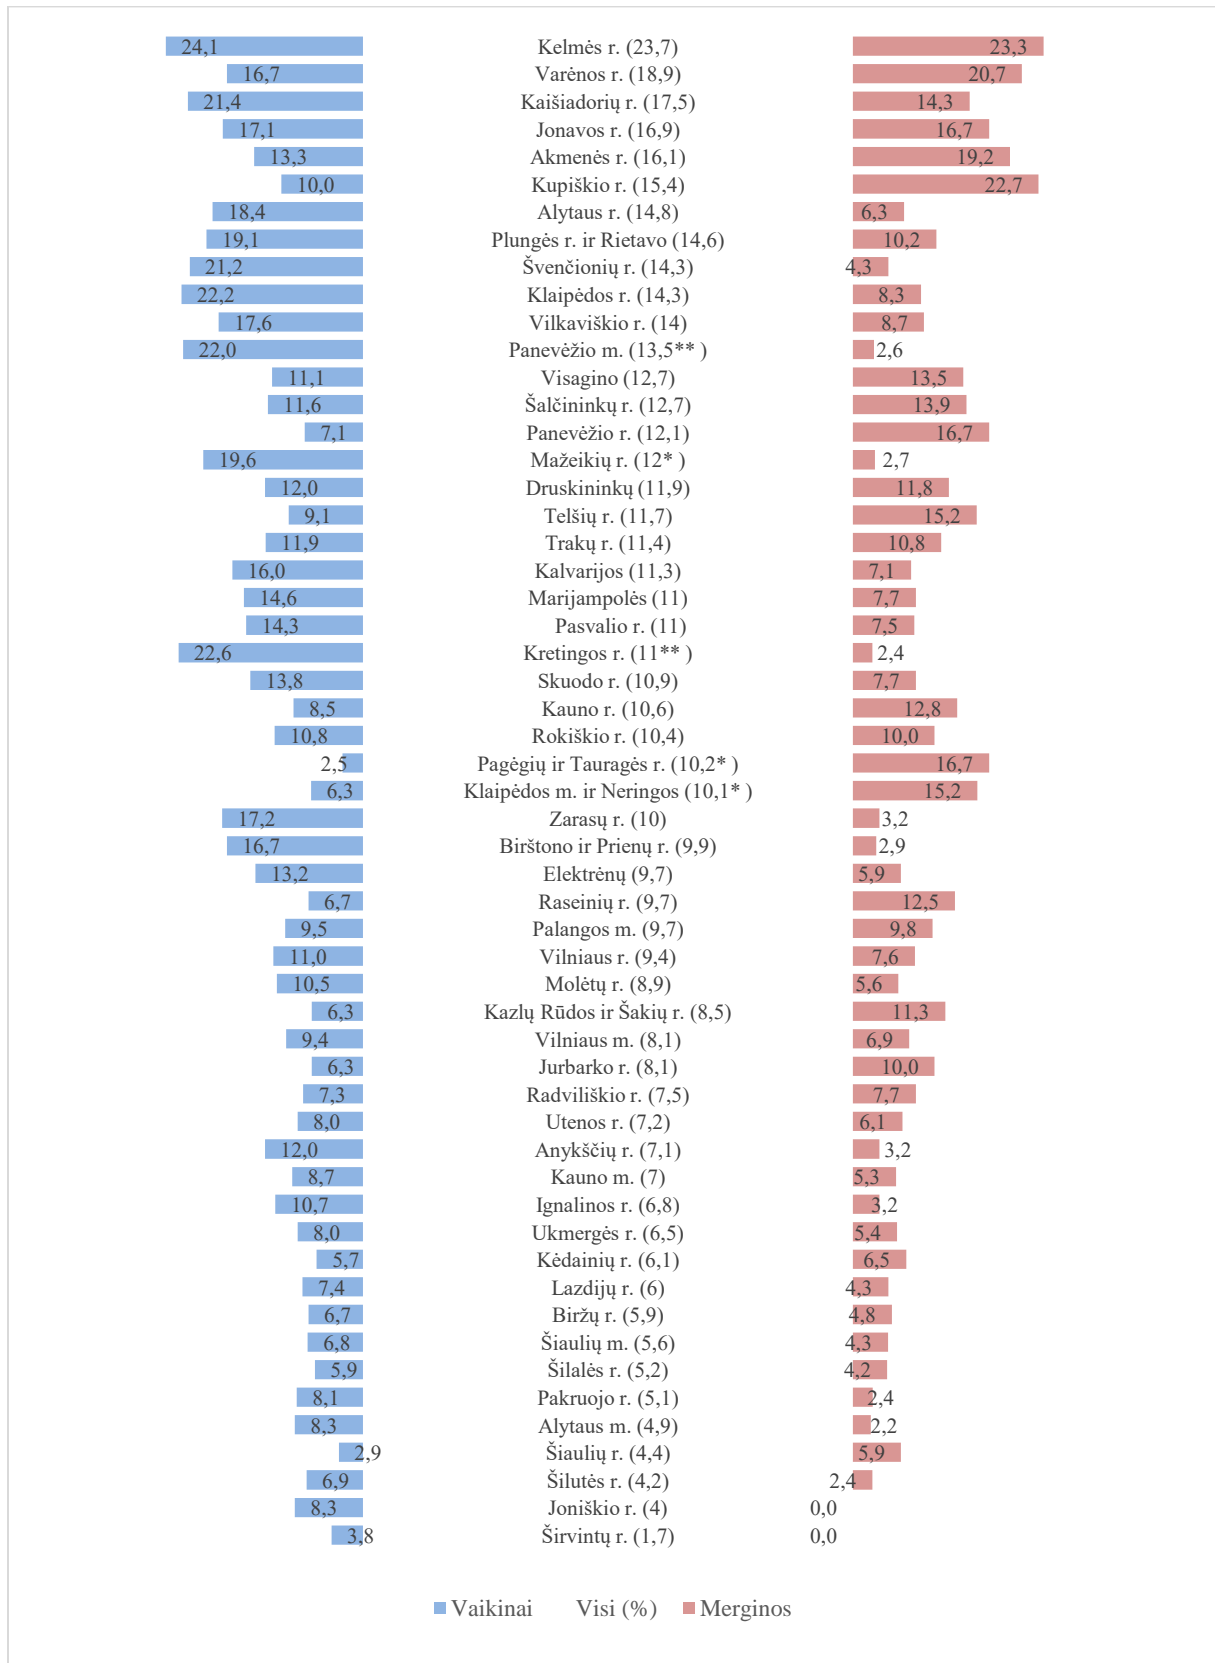 24,1 Kelmės r. (23,7) 23,3
16,7 Varėnos r. (18,9) 20,7
21,4 Kaišiadorių r. (17,5) 14,3
17,1 Jonavos r. (16,9) 16,7
13,3 Akmenės r. (16,1) 19,2
10,0 Kupiškio r. (15,4) 22,7
18,4 Alytaus r. (14,8) 6,3
19,1 Plungės r. ir Rietavo (14,6) 10,2
21,2 Švenčionių r. (14,3) 4,3
22,2 Klaipėdos r. (14,3) 8,3
17,6 Vilkaviškio r. (14) 8,7
22,0 Panevėžio m. (13,5** ) 2,6
11,1 Visagino (12,7) 13,5
11,6 Šalčininkų r. (12,7) 13,9
7,1 Panevėžio r. (12,1) 16,7
19,6 Mažeikių r. (12* ) 2,7
12,0 Druskininkų (11,9) 11,8
9,1 Telšių r. (11,7) 15,2
11,9 Trakų r. (11,4) 10,8
16,0 Kalvarijos (11,3) 7,1
14,6 Marijampolės (11) 7,7
14,3 Pasvalio r. (11) 7,5
22,6 Kretingos r. (11** ) 2,4
13,8 Skuodo r. (10,9) 7,7
8,5 Kauno r. (10,6) 12,8
10,8 Rokiškio r. (10,4) 10,0
2,5 Pagėgių ir Tauragės r. (10,2* ) 16,7
6,3 Klaipėdos m. ir Neringos (10,1* ) 15,2
17,2 Zarasų r. (10) 3,2
16,7 Birštono ir Prienų r. (9,9) 2,9
13,2 Elektrėnų (9,7) 5,9
6,7 Raseinių r. (9,7) 12,5
9,5 Palangos m. (9,7) 9,8
11,0 Vilniaus r. (9,4) 7,6
10,5 Molėtų r. (8,9) 5,6
6,3 Kazlų Rūdos ir Šakių r. (8,5) 11,3
9,4 Vilniaus m. (8,1) 6,9
6,3 Jurbarko r. (8,1) 10,0
7,3 Radviliškio r. (7,5) 7,7
8,0 Utenos r. (7,2) 6,1
12,0 Anykščių r. (7,1) 3,2
8,7 Kauno m. (7) 5,3
10,7 Ignalinos r. (6,8) 3,2
8,0 Ukmergės r. (6,5) 5,4
5,7 Kėdainių r. (6,1) 6,5
7,4 Lazdijų r. (6) 4,3
6,7 Biržų r. (5,9) 4,8
6,8 Šiaulių m. (5,6) 4,3
5,9 Šilalės r. (5,2) 4,2
8,1 Pakruojo r. (5,1) 2,4
8,3 Alytaus m. (4,9) 2,2
2,9 Šiaulių r. (4,4) 5,9
6,9 Šilutės r. (4,2) 2,4
8,3 Joniškio r. (4) 0,0
3,8 Širvintų r. (1,7) 0,0
Vaikinai Visi (%) Merginos